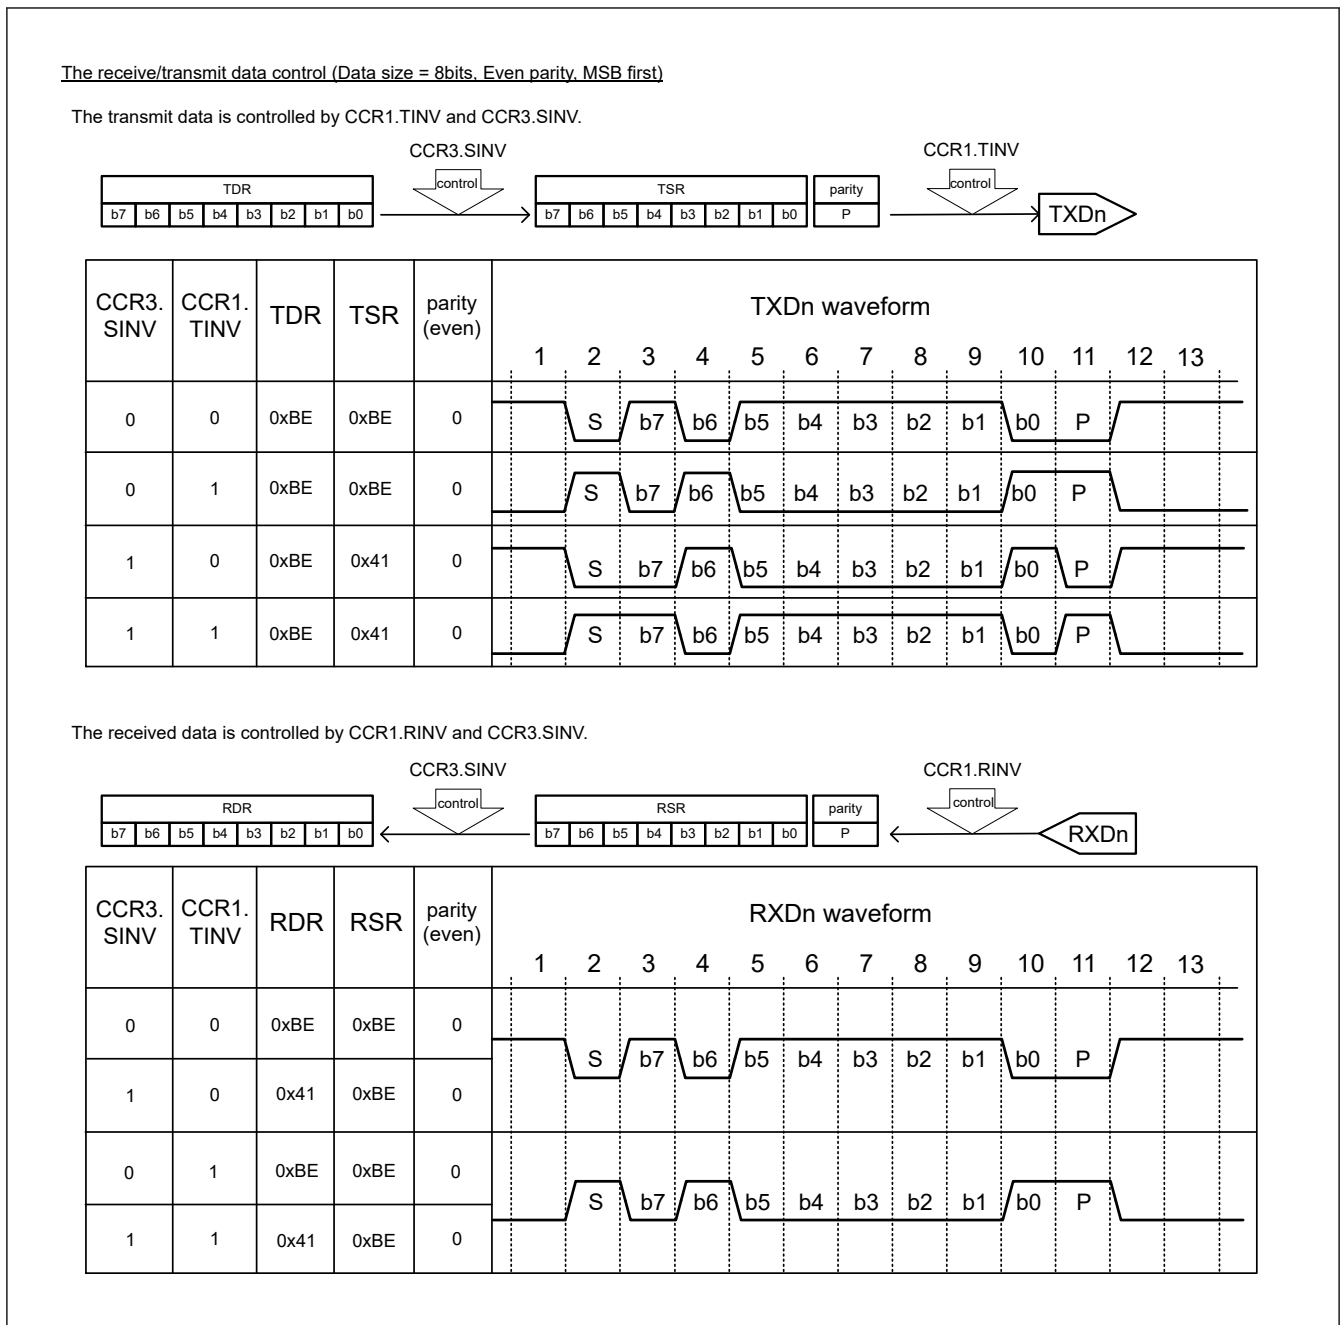 The receive/transmit data control (Data size = 8bits, Even parity, MSB first)
The transmit data is controlled by CCR1.TINV and CCR3.SINV.
CCR3.SINV CCR1.TINV
control control
TDR TSR parity
b7 b6 b5 b4 b3 b2 b1 b0 b7 b6 b5 b4 b3 b2 b1 b0 P TXDn
CCR3. SINV CCR1. TINV TDR TSR parity (even) TXDn waveform
1 2 3 4 5 6 7 8 9 10 11 12 13
0 0 0xBE 0xBE 0 S b7 b6 b5 b4 b3 b2 b1 b0 P
0 1 0xBE 0xBE 0 S b7 b6 b5 b4 b3 b2 b1 b0 P
1 0 0xBE 0x41 0 S b7 b6 b5 b4 b3 b2 b1 b0 P
1 1 0xBE 0x41 0 S b7 b6 b5 b4 b3 b2 b1 b0 P
The received data is controlled by CCR1.RINV and CCR3.SINV.
CCR3.SINV CCR1.RINV
control control
RDR RSR parity
b7 b6 b5 b4 b3 b2 b1 b0 b7 b6 b5 b4 b3 b2 b1 b0 P RXDn
CCR3. SINV CCR1. TINV RDR RSR parity (even) RXDn waveform
1 2 3 4 5 6 7 8 9 10 11 12 13
0 0 0xBE 0xBE 0
S b7 b6 b5 b4 b3 b2 b1 b0 P
1 0 0x41 0xBE 0
0 1 0xBE 0xBE 0
S b7 b6 b5 b4 b3 b2 b1 b0 P
1 1 0x41 0xBE 0